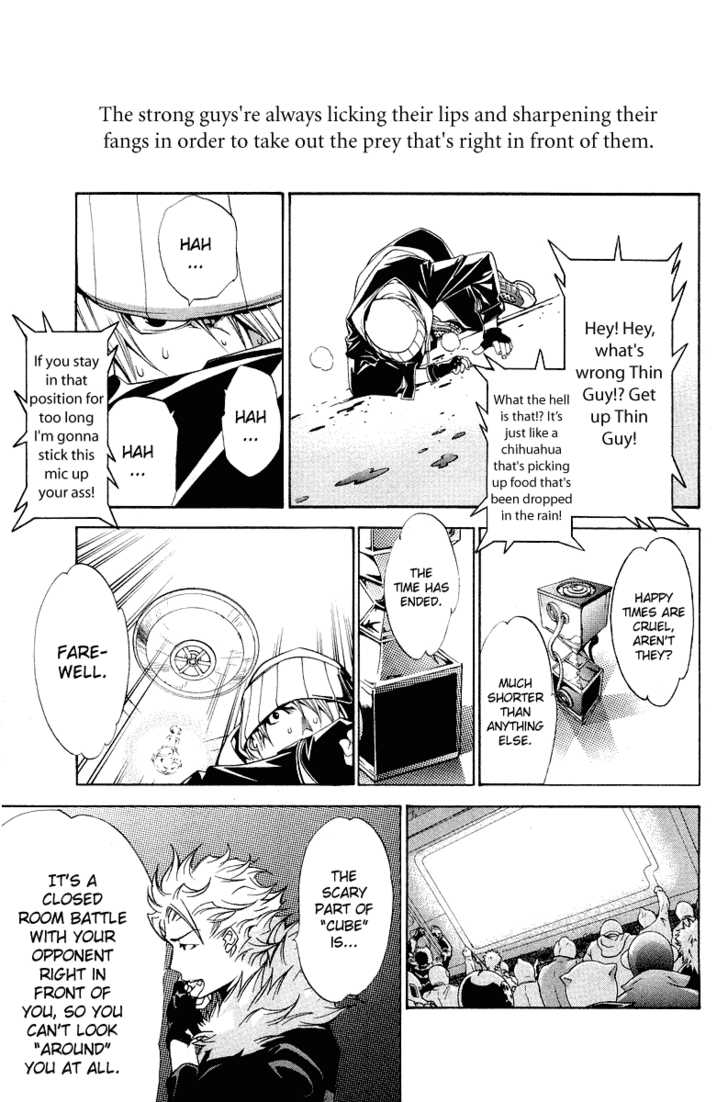 The strong guys're always licking their lips and sharpening their
fangs in order to take out the prey that's right in front of them.
Hey! Hey,
what's
wrong Thin
Guy!? Get
up Thin
Guy!
What the hell
is that!? It's
just like a
chihuahua
that's picking
up food that's
been dropped
in the rain!
HAH
...
HAH
...
HAH
...
If you stay
in that
position for
too long
I'm gonna
stick this
mic up
your ass!
HAPPY
TIMES ARE
CRUEL,
AREN'T
THEY?
MUCH
SHORTER
THAN
ANYTHING
ELSE.
THE
TIME HAS
ENDED.
FARE-
WELL.
THE
SCARY
PART OF
"CUBE"
IS...
IT'S A
CLOSED
ROOM BATTLE
WITH YOUR
OPPONENT
RIGHT IN
FRONT OF
YOU, SO YOU
CAN'T LOOK
"AROUND"
YOU AT ALL.